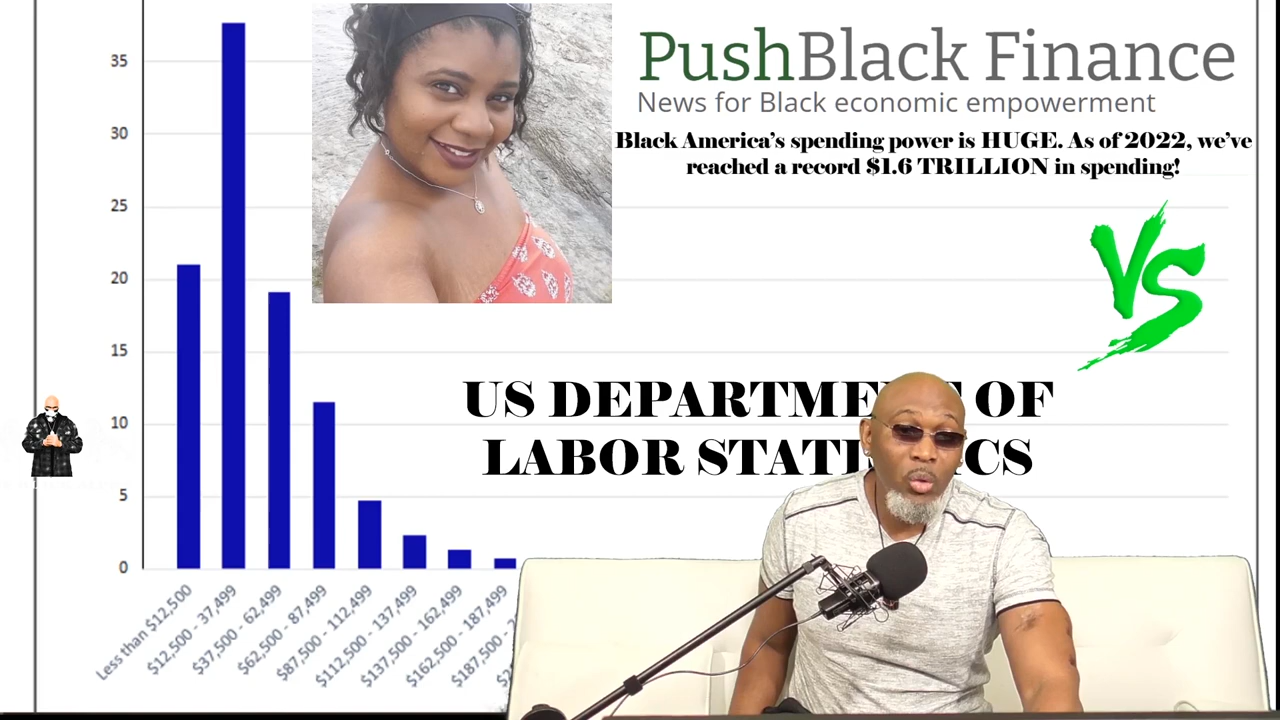 PushBlack Finance
News for Black economic empowerment
Black America's spending power is HUGE. As of 2022, we've
reached a record $1.6 TRILLION in spending!
VS
US DEPARTMENT OF
LABOR STATISTICS
35
30
25
20
15
10
5
0
Less than $12,500
$12,500 - 37,499
$37,500 - 62,499
$62,500 - 87,499
$87,500 - 112,499
$112,500 - 137,499
$137,500 - 162,499
$162,500 - 187,499
$187,500 -